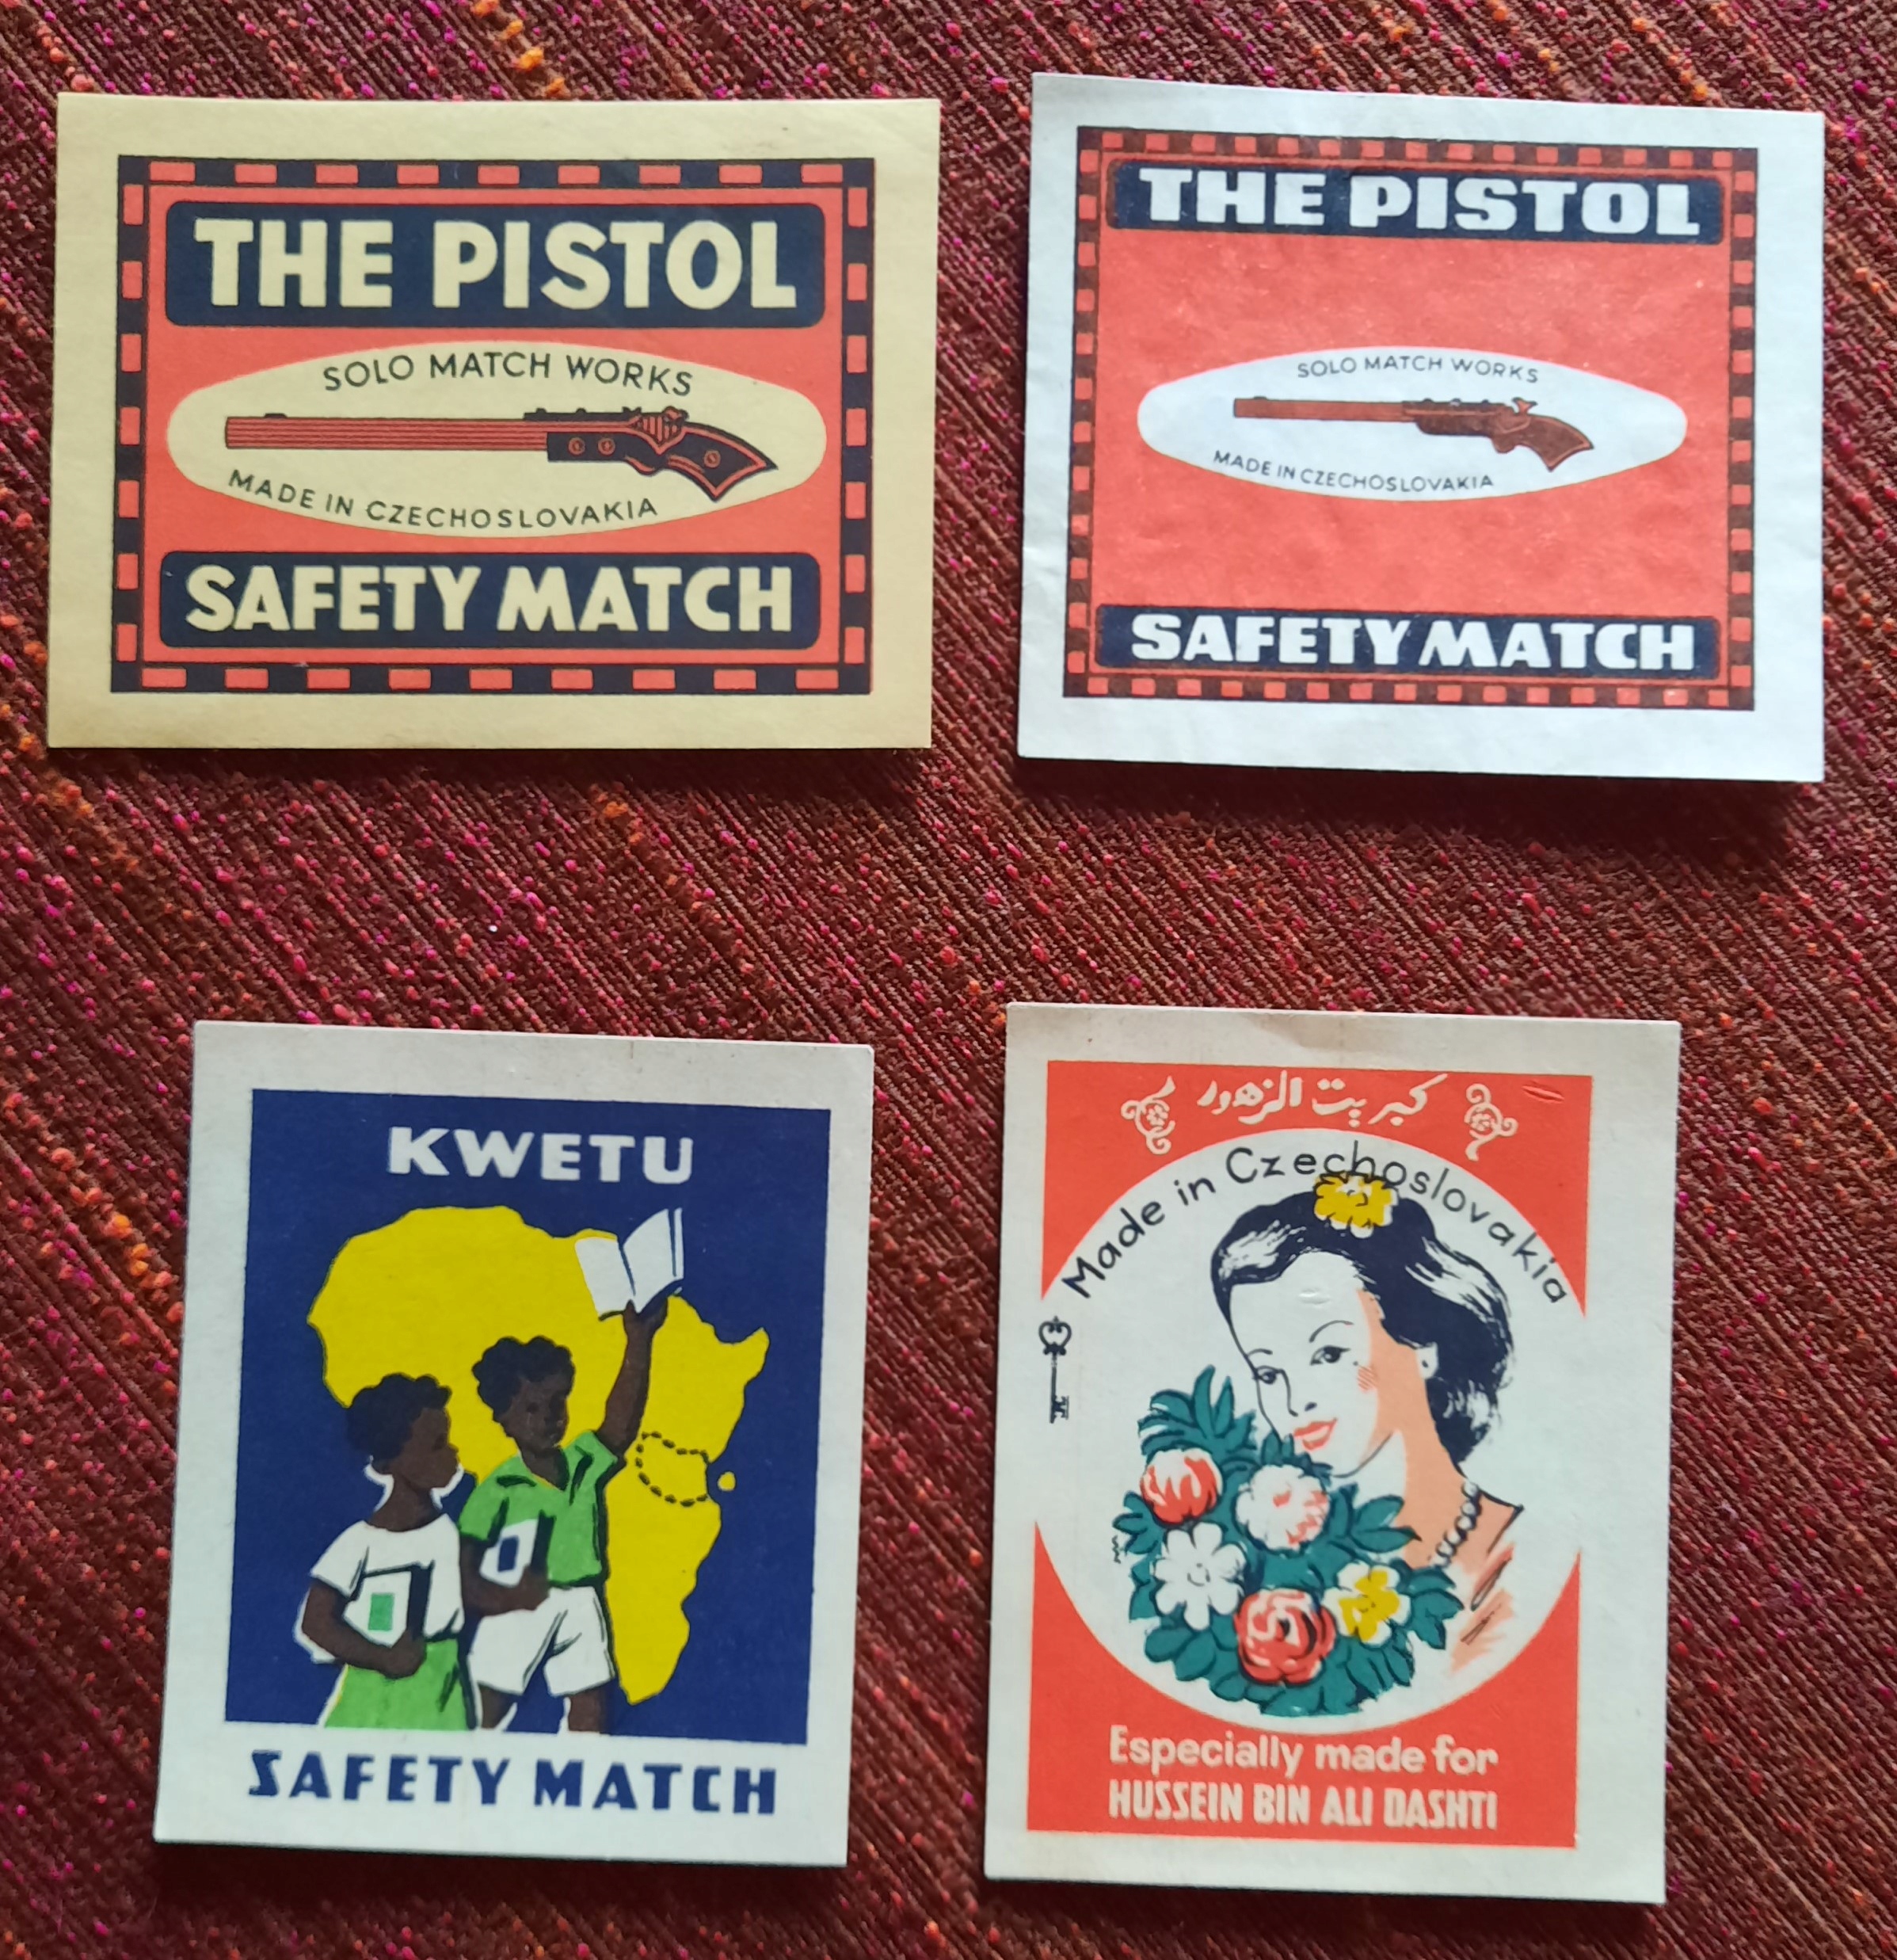 THE PISTOL
SOLO MATCH WORKS
MADE IN CZECHOSLOVAKIA
SAFETY MATCH
THE PISTOL
SOLO MATCH WORKS
MADE IN CZECHOSLOVAKIA
SAFETY MATCH
KWETU
SAFETY MATCH
كبريت الزهور
Made in Czechoslovakia
Especially made for
HUSSEIN BIN ALI DASHTI